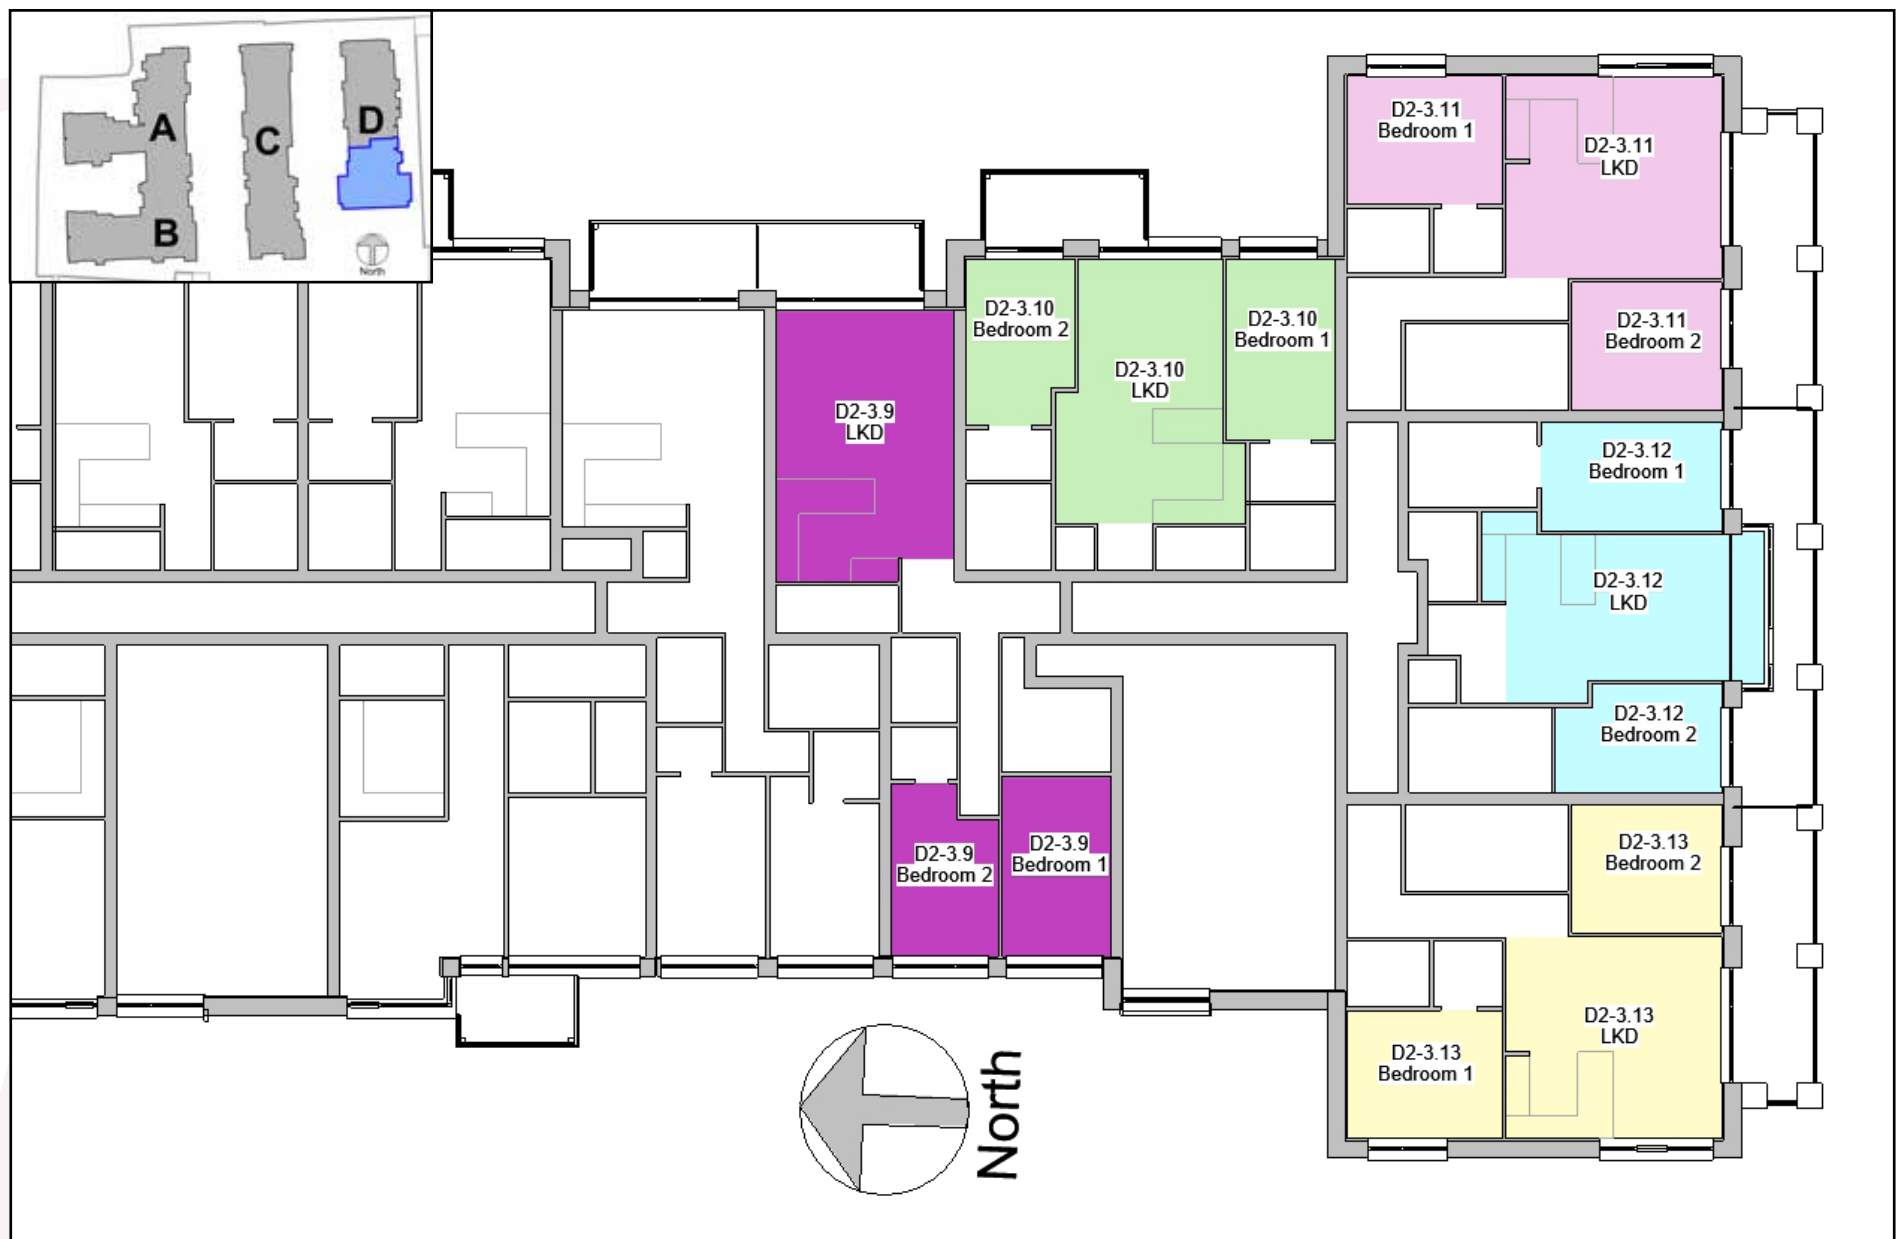 A
B
C
D
North
D2-3.11
Bedroom 1
D2-3.11
LKD
D2-3.11
Bedroom 2
D2-3.10
Bedroom 2
D2-3.10
LKD
D2-3.10
Bedroom 1
D2-3.9
LKD
D2-3.12
Bedroom 1
D2-3.12
LKD
D2-3.12
Bedroom 2
D2-3.9
Bedroom 2
D2-3.9
Bedroom 1
D2-3.13
Bedroom 2
D2-3.13
LKD
D2-3.13
Bedroom 1
North